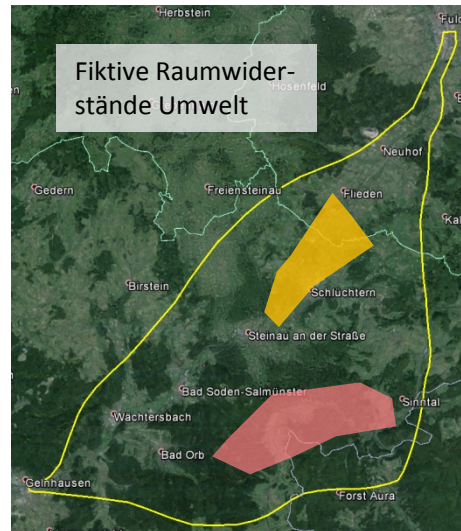 Herbstein
Fuld
Fiktive Raumwider-
stände Umwelt
Hosenfeld
Neuhof
Gedern
Freiensteinau
Flieden
Kal
Birstein
Schlüchtern
Steinau an der Straße
Bad Soden-Salmünster
Sinntal
Wächtersbach
Bad Orb
Gelnhausen
Forst Aura